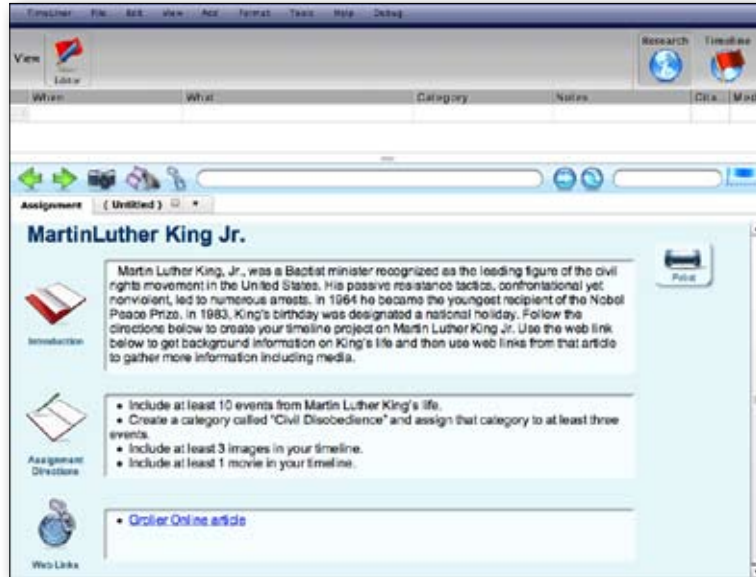 TimeLiner File Edit View Add Format Tools Help Debug
View
Editor
Research Timeline
When What Category Notes Cita Med
Assignment ( Untitled )
MartinLuther King Jr.
Print
Introduction
Martin Luther King, Jr., was a Baptist minister recognized as the leading figure of the civil
rights movement in the United States. His passive resistance tactics, confrontational yet
nonviolent, led to numerous arrests. In 1964 he became the youngest recipient of the Nobel
Peace Prize. In 1983, King's birthday was designated a national holiday. Follow the
directions below to create your timeline project on Martin Luther King Jr. Use the web link
below to get background information on King's life and then use web links from that article
to gather more information including media.
Assignment
Directions
• Include at least 10 events from Martin Luther King's life.
• Create a category called "Civil Disobedience" and assign that category to at least three
events.
• Include at least 3 images in your timeline.
• Include at least 1 movie in your timeline.
Web Links
• Grolier Online article